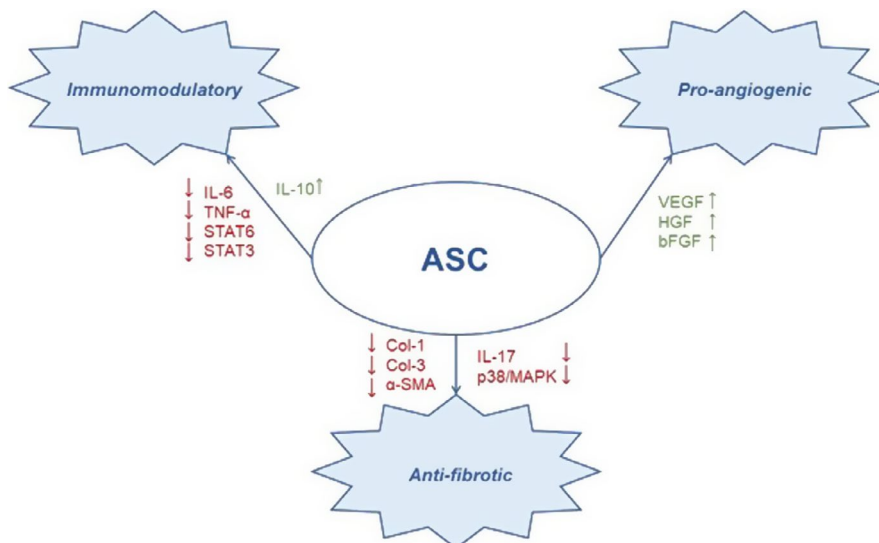 Immunomodulatory
Pro-angiogenic
↓ IL-6
↓ TNF-α
↓ STAT6
↓ STAT3
IL-10↑
VEGF ↑
HGF ↑
bFGF ↑
ASC
↓ Col-1
↓ Col-3
↓ α-SMA
IL-17 ↓
p38/MAPK ↓
Anti-fibrotic